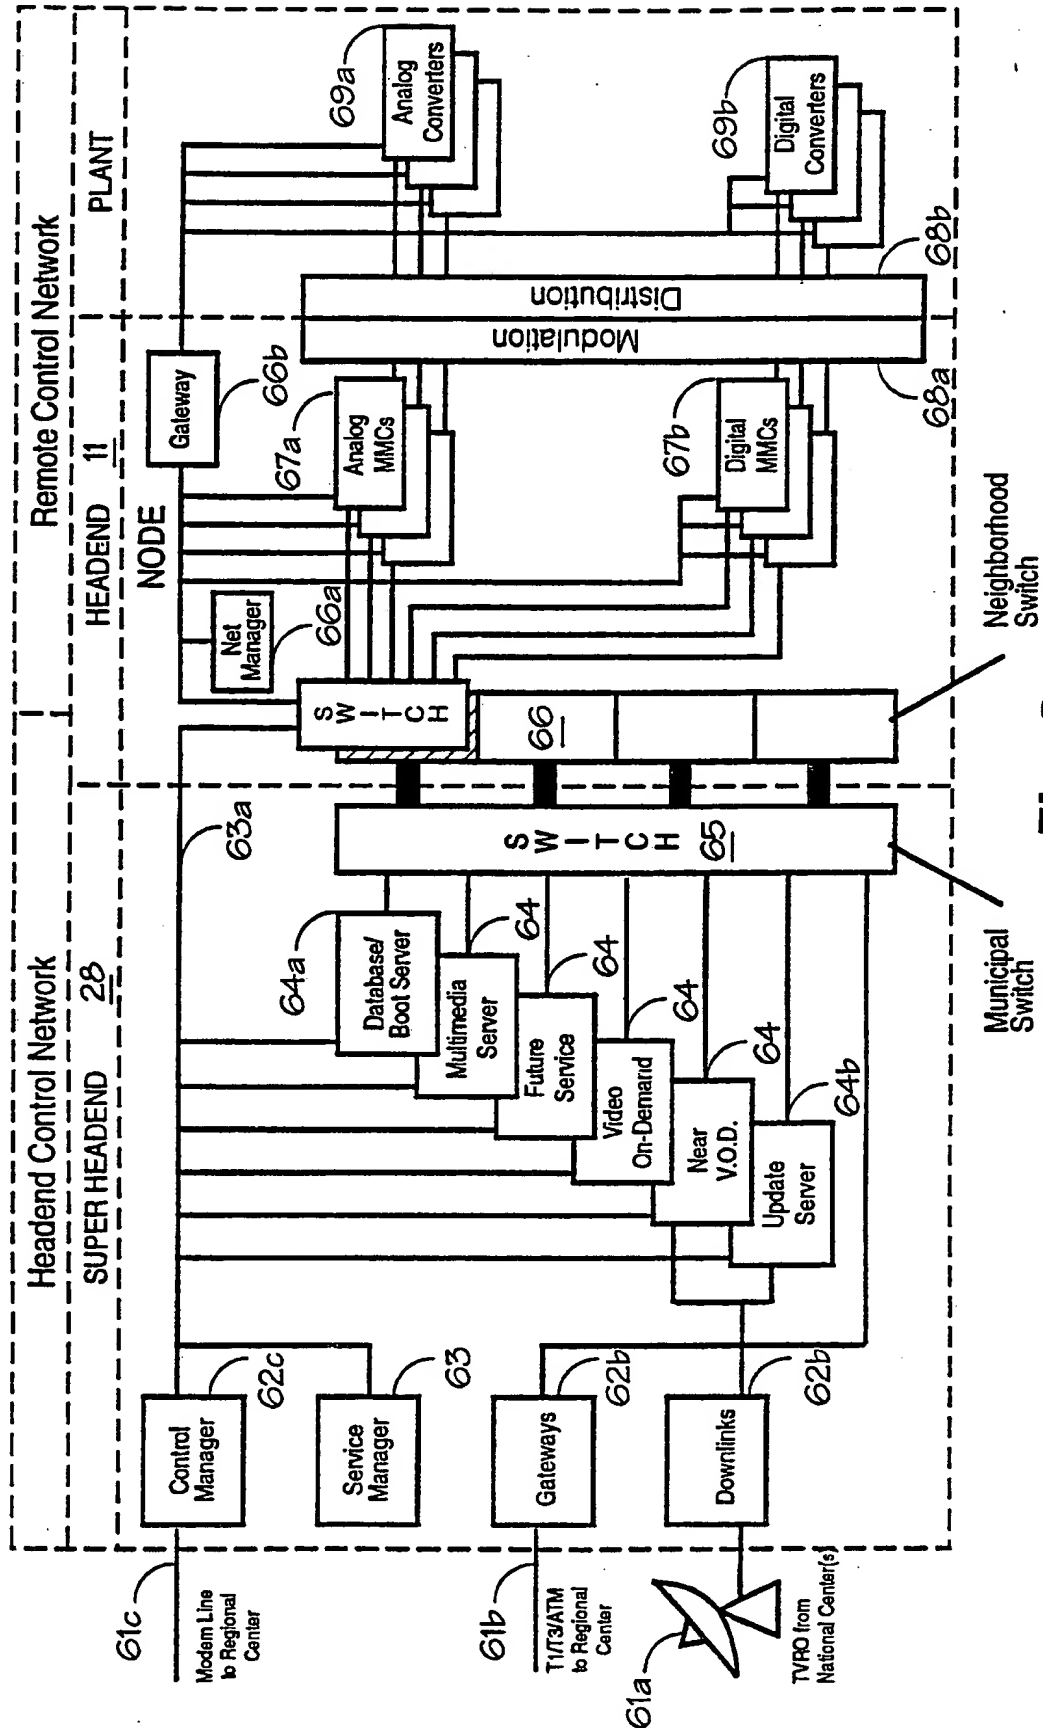 Headend Control Network
Remote Control Network
SUPER HEADEND 28
HEADEND 11
PLANT
NODE
61c
Modem Line
to Regional
Center
61b
T1/T3/ATM
to Regional
Center
61a
TVRO from
National Center(s)
Control
Manager
62c
Service
Manager
63
Gateways
62b
Downlinks
62b
63a
64a
Database/
Boot Server
Multimedia
Server
64
Future
Service
64
Video
On-Demand
64
Near
V.O.D.
64
Update
Server
64b
SWITCH
65
Municipal
Switch
SWITCH
66
Neighborhood
Switch
Net
Manager
66a
Gateway
66b
67a
Analog
MMCs
67b
Digital
MMCs
Modulation
68a
Distribution
68b
69a
Analog
Converters
69b
Digital
Converters